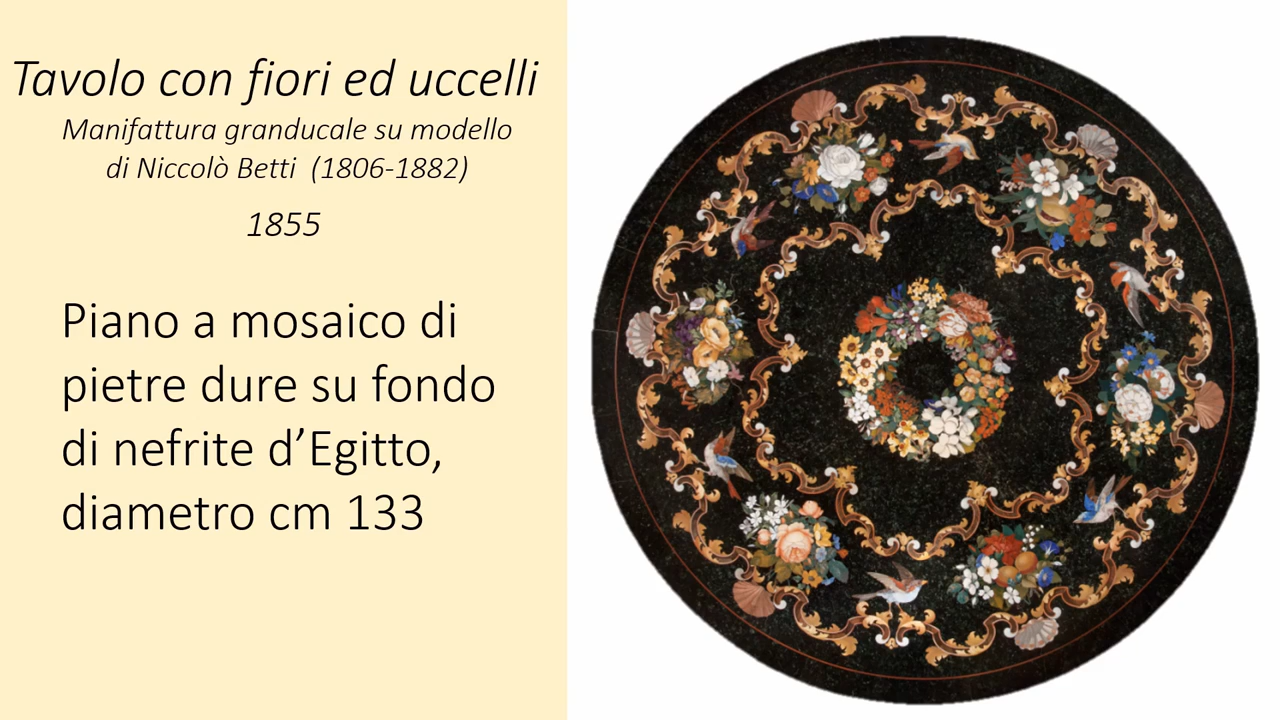 Tavolo con fiori ed uccelli
Manifattura granducale su modello
di Niccolò Betti  (1806-1882)
1855
Piano a mosaico di
pietre dure su fondo
di nefrite d’Egitto,
diametro cm 133